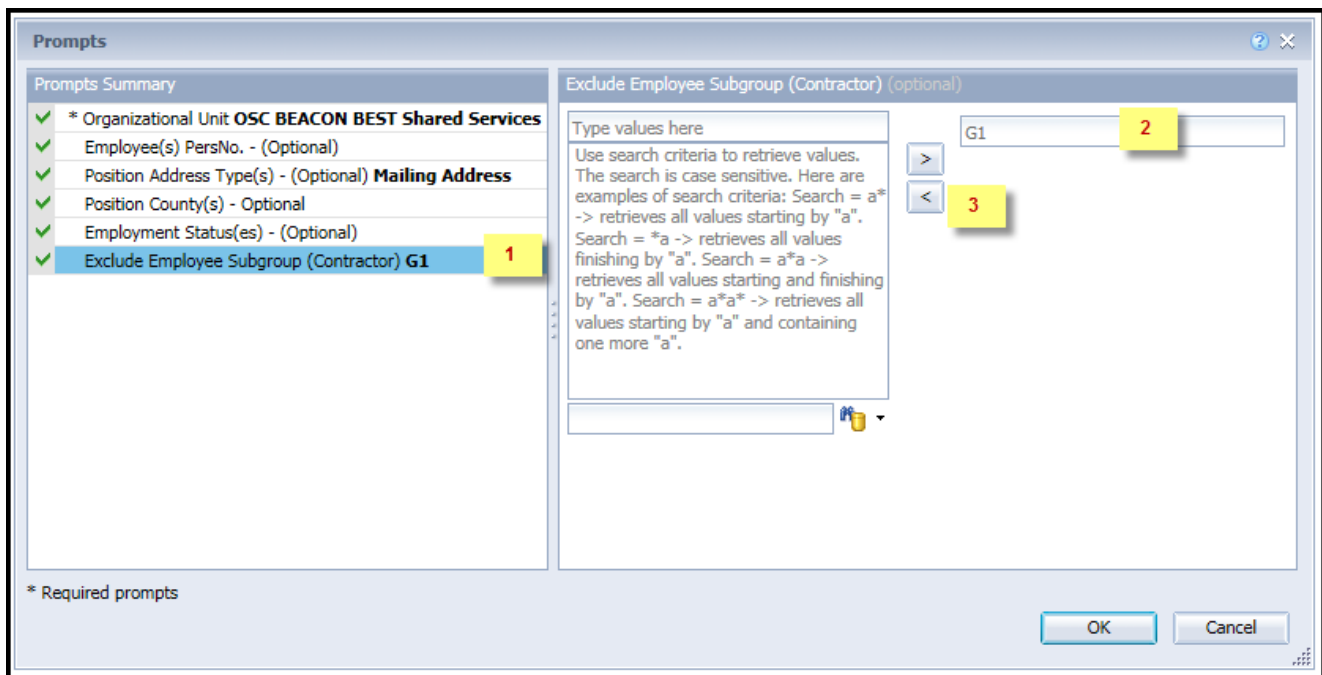 Prompts
Prompts Summary
* Organizational Unit OSC BEACON BEST Shared Services
Employee(s) PersNo. - (Optional)
Position Address Type(s) - (Optional) Mailing Address
Position County(s) - Optional
Employment Status(es) - (Optional)
Exclude Employee Subgroup (Contractor) G1
1
Exclude Employee Subgroup (Contractor) (optional)
Type values here
Use search criteria to retrieve values.
The search is case sensitive. Here are
examples of search criteria: Search = a*
-> retrieves all values starting by "a".
Search = *a -> retrieves all values
finishing by "a". Search = a*a ->
retrieves all values starting and finishing
by "a". Search = a*a* -> retrieves all
values starting by "a" and containing
one more "a".
>
<
G1
2
3
* Required prompts
OK
Cancel